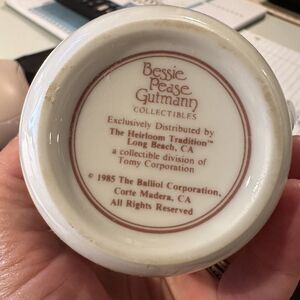 Bessie
Pease
Gutmann
COLLECTIBLES
Exclusively Distributed by
The Heirloom Tradition™
Long Beach, CA
a collectible division of
Tomy Corporation
© 1985 The Balliol Corporation,
Corte Madera, CA
All Rights Reserved